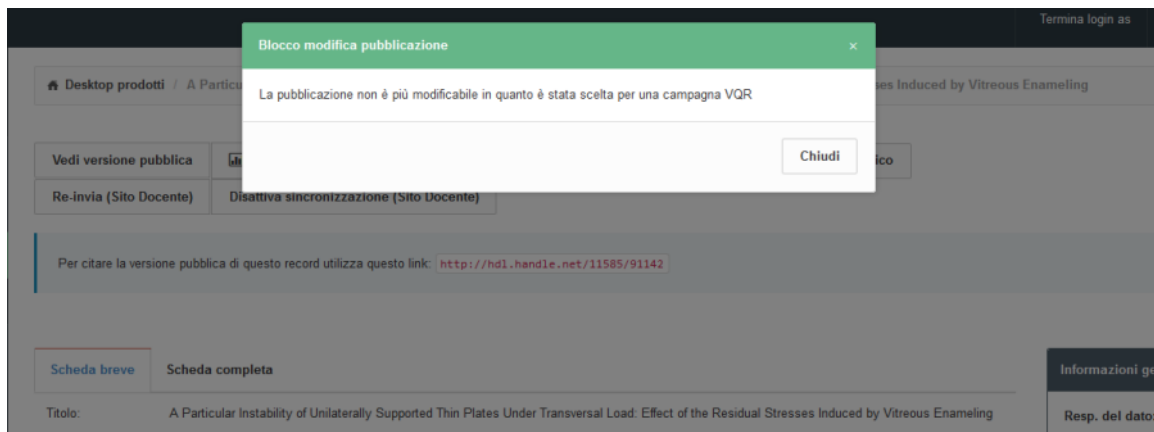 Termina login as
Blocco modifica pubblicazione ×
Desktop prodotti / A Particu ses Induced by Vitreous Enameling
La pubblicazione non è più modificabile in quanto è stata scelta per una campagna VQR
Chiudi
Vedi versione pubblica ico
Re-invia (Sito Docente) Disattiva sincronizzazione (Sito Docente)
Per citare la versione pubblica di questo record utilizza questo link: http://hdl.handle.net/11585/91142
Scheda breve Scheda completa Informazioni ge
Titolo: A Particular Instability of Unilaterally Supported Thin Plates Under Transversal Load: Effect of the Residual Stresses Induced by Vitreous Enameling
Resp. del dato: